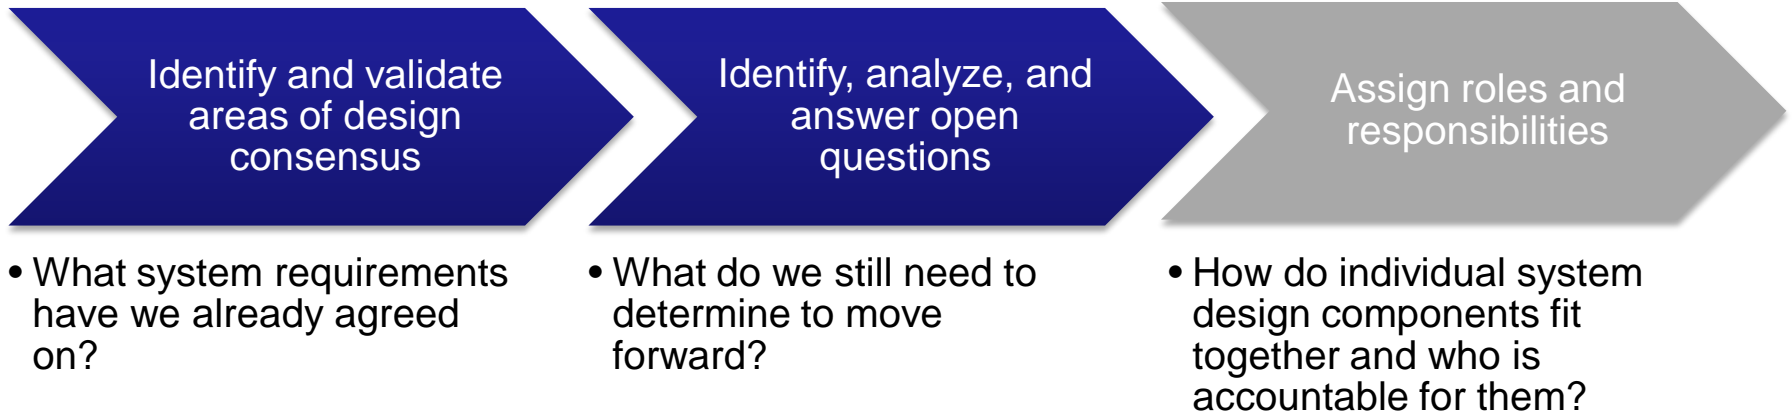 Identify and validate
areas of design
consensus
Identify, analyze, and
answer open
questions
Assign roles and
responsibilities
• What system requirements
have we already agreed
on?
• What do we still need to
determine to move
forward?
• How do individual system
design components fit
together and who is
accountable for them?